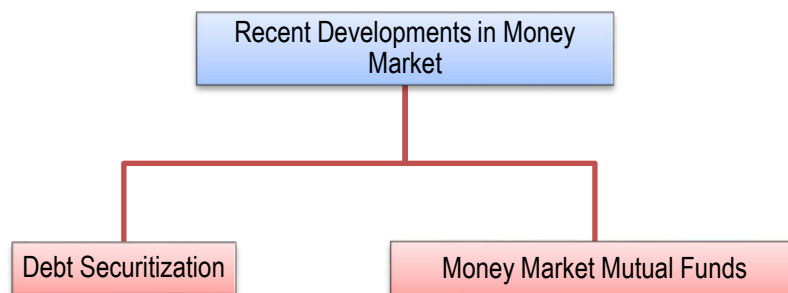 Recent Developments in Money
Market
Debt Securitization
Money Market Mutual Funds